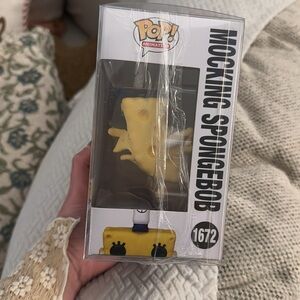 POP!
ANIMATION
MOCKING SPONGEBOB
1672